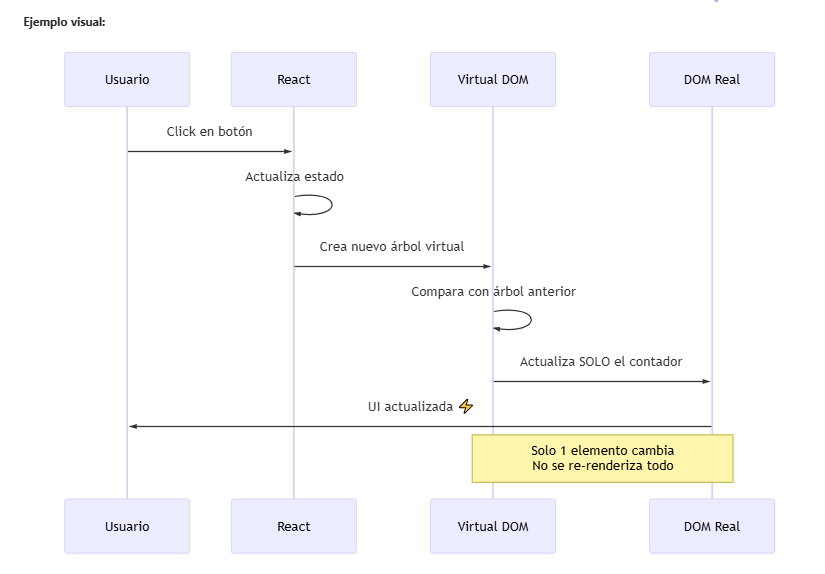 Ejemplo visual:
Usuario
React
Virtual DOM
DOM Real
Click en botón
Actualiza estado
Crea nuevo árbol virtual
Compara con árbol anterior
Actualiza SOLO el contador
UI actualizada ⚡
Solo 1 elemento cambia
No se re-renderiza todo
Usuario
React
Virtual DOM
DOM Real